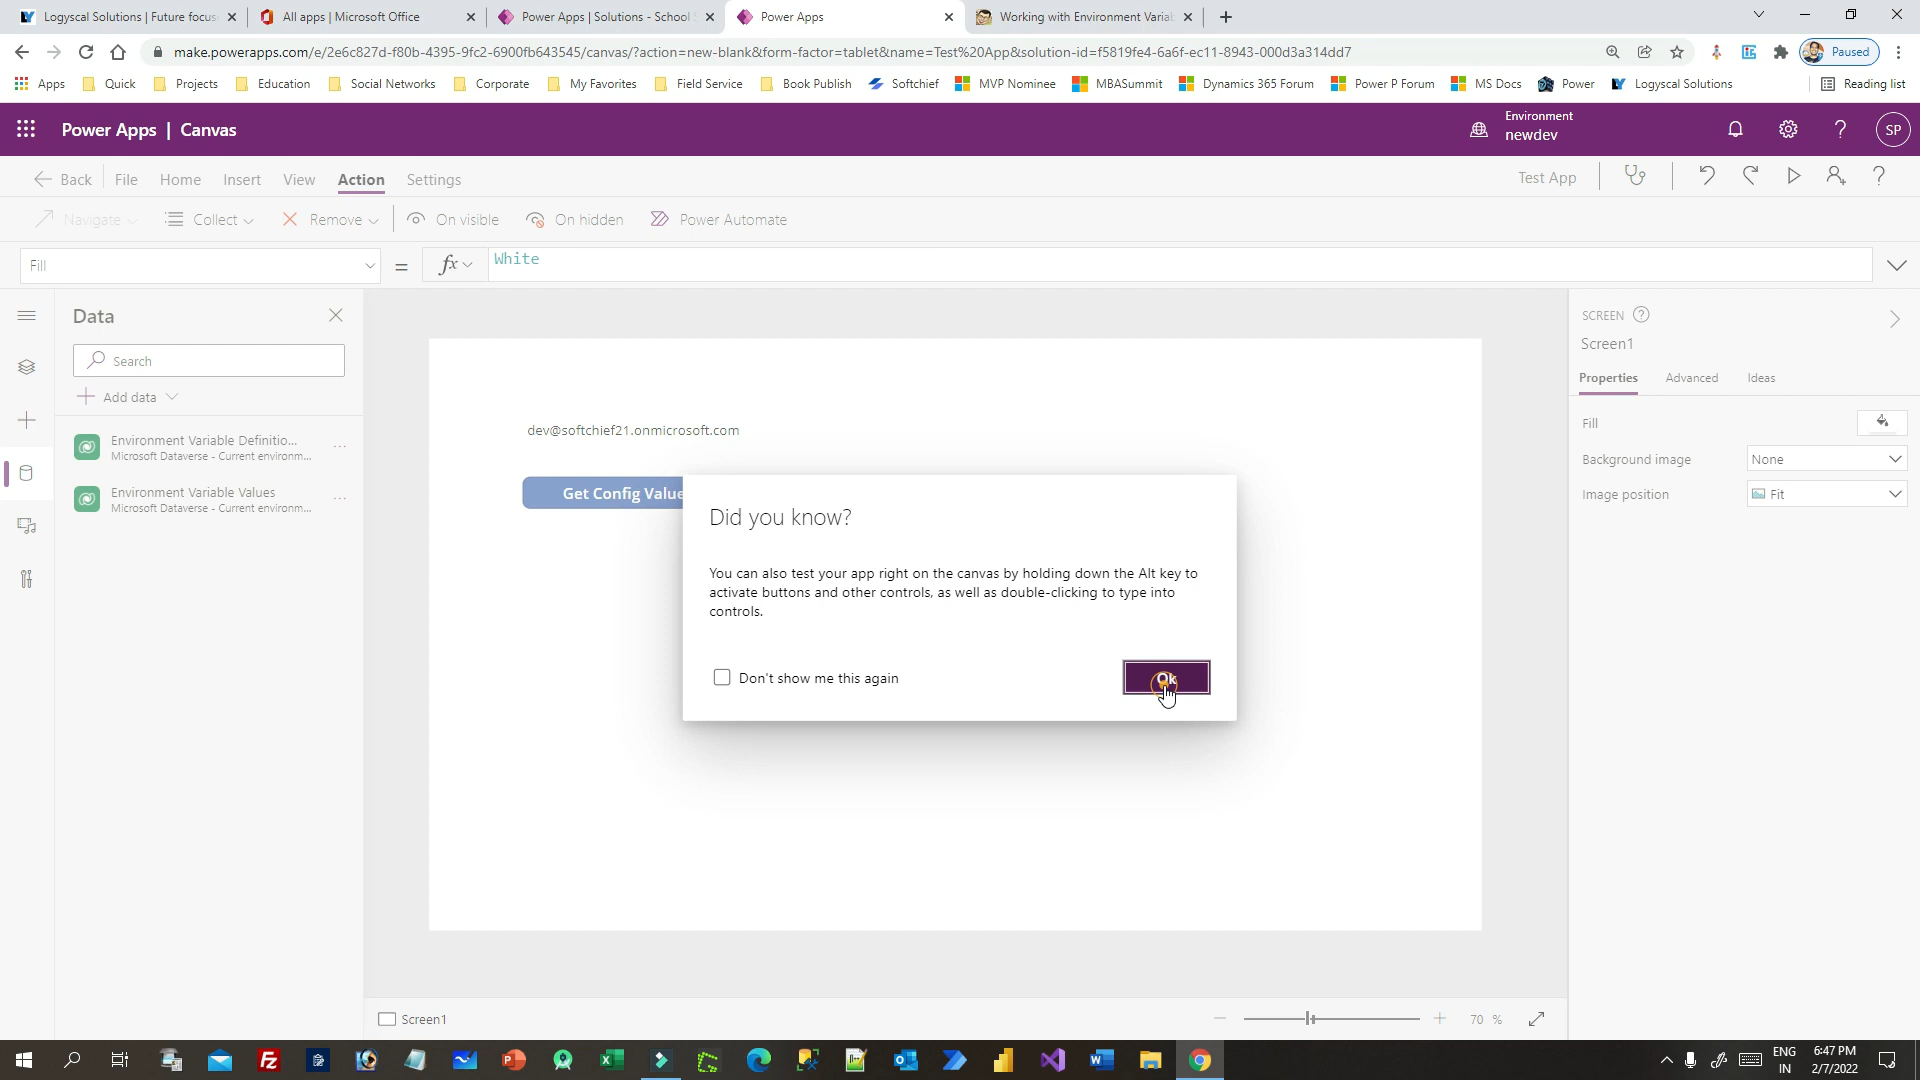 Logyscal Solutions | Future focus
All apps | Microsoft Office
Power Apps | Solutions - School S
Power Apps
Working with Environment Variab
make.powerapps.com/e/2e6c827d-f80b-4395-9fc2-6900fb643545/canvas/?action=new-blank&form-factor=tablet&name=Test%20App&solution-id=f5819fe4-6a6f-ec11-8943-000d3a314dd7
Paused
Apps
Quick
Projects
Education
Social Networks
Corporate
My Favorites
Field Service
Book Publish
Softchief
MVP Nominee
MBASummit
Dynamics 365 Forum
Power P Forum
MS Docs
Power
Logyscal Solutions
Reading list
Power Apps | Canvas
Environment
newdev
SP
Back
File
Home
Insert
View
Action
Settings
Test App
Navigate
Collect
Remove
On visible
On hidden
Power Automate
Fill
=
fx
White
Data
Search
Add data
Environment Variable Definitio...
Microsoft Dataverse - Current environm...
Environment Variable Values
Microsoft Dataverse - Current environm...
dev@softchief21.onmicrosoft.com
Get Config Value
Did you know?
You can also test your app right on the canvas by holding down the Alt key to
activate buttons and other controls, as well as double-clicking to type into
controls.
Don't show me this again
Ok
SCREEN
Screen1
Properties
Advanced
Ideas
Fill
Background image
None
Image position
Fit
Screen1
70 %
ENG
IN
6:47 PM
2/7/2022